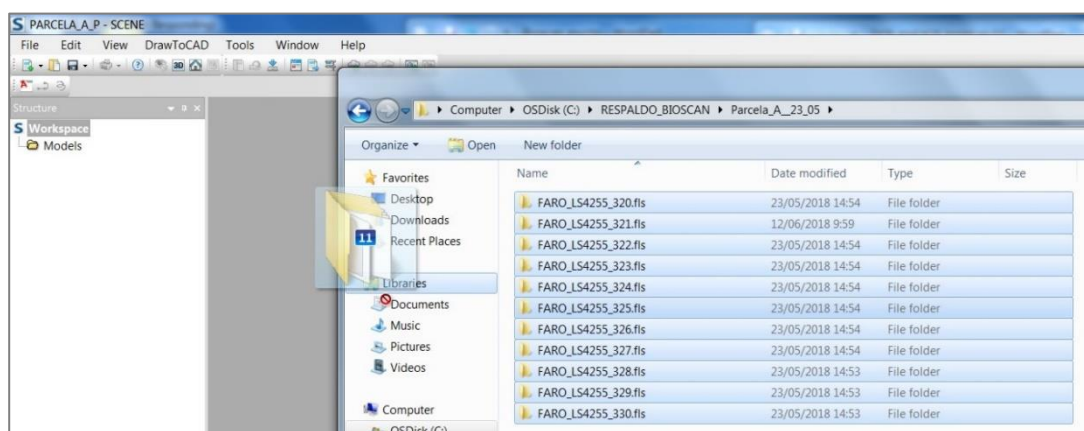 PARCELA_A_P - SCENE
File Edit View DrawToCAD Tools Window Help
Structure
Workspace
Models
Computer OSDisk (C:) RESPALDO_BIOSCAN Parcela_A__23_05
Organize Open New folder
Name Date modified Type Size
Favorites
Desktop
Downloads
Recent Places
Libraries
Documents
Music
Pictures
Videos
Computer
OSDisk (C:)
11
FARO_LS4255_320.fls 23/05/2018 14:54 File folder
FARO_LS4255_321.fls 12/06/2018 9:59 File folder
FARO_LS4255_322.fls 23/05/2018 14:54 File folder
FARO_LS4255_323.fls 23/05/2018 14:54 File folder
FARO_LS4255_324.fls 23/05/2018 14:54 File folder
FARO_LS4255_325.fls 23/05/2018 14:54 File folder
FARO_LS4255_326.fls 23/05/2018 14:54 File folder
FARO_LS4255_327.fls 23/05/2018 14:54 File folder
FARO_LS4255_328.fls 23/05/2018 14:53 File folder
FARO_LS4255_329.fls 23/05/2018 14:53 File folder
FARO_LS4255_330.fls 23/05/2018 14:53 File folder